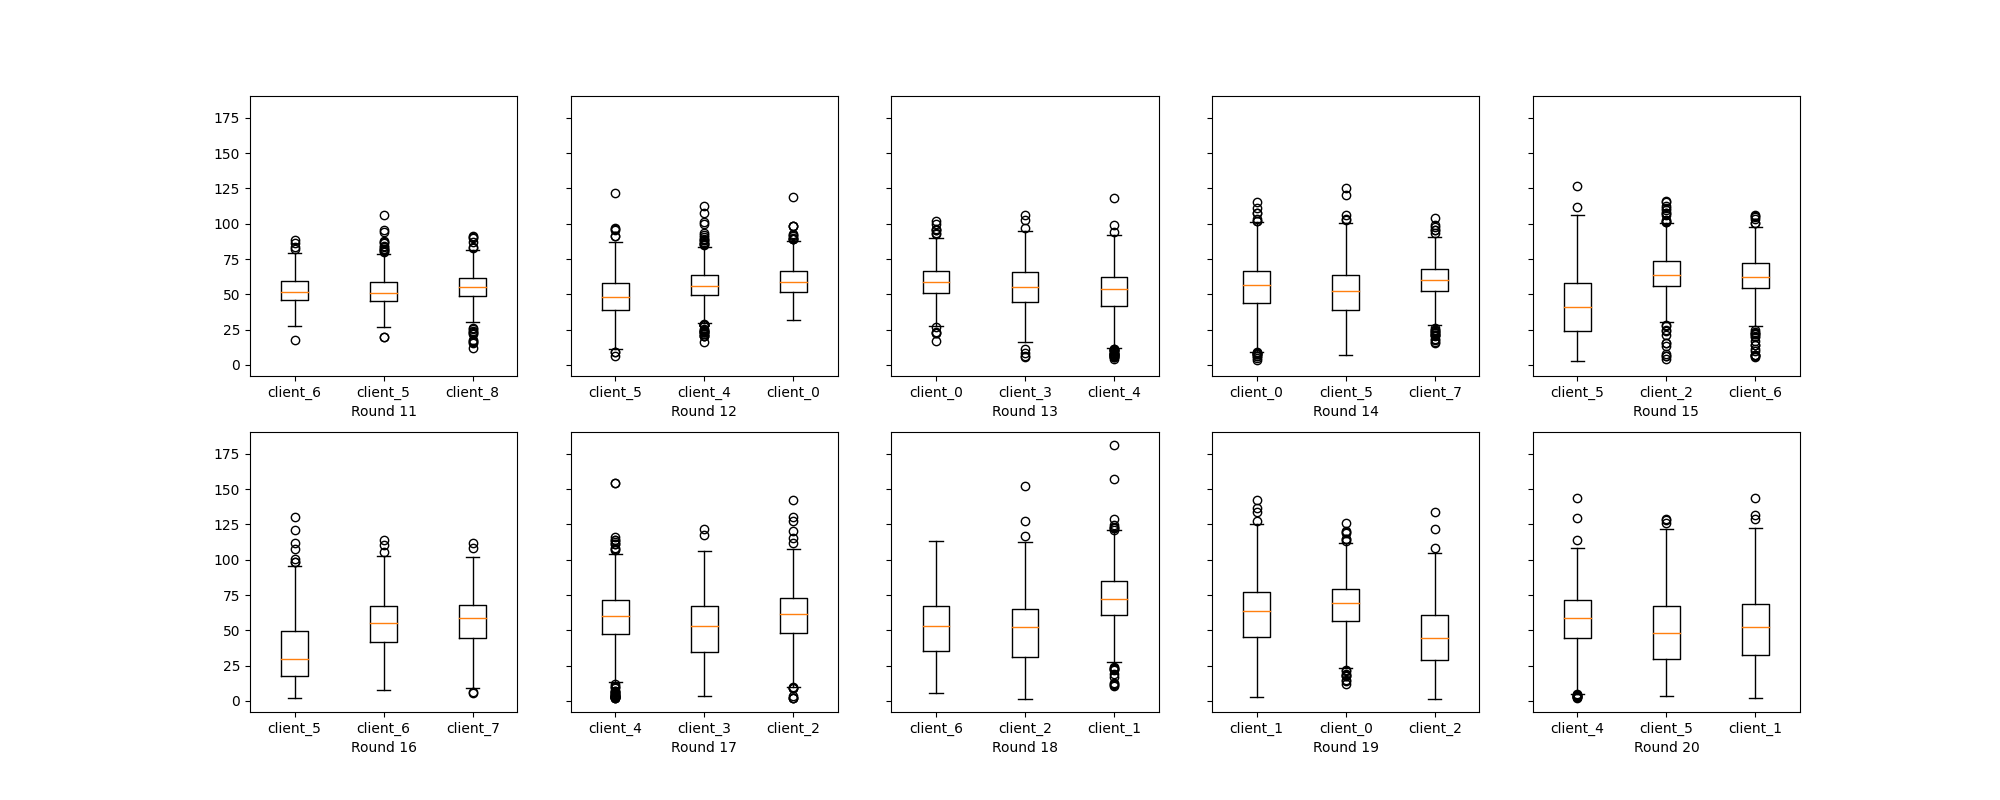 175
150
125
100
75
50
25
0
client_6 client_5 client_8
Round 11
client_5 client_4 client_0
Round 12
client_0 client_3 client_4
Round 13
client_0 client_5 client_7
Round 14
client_5 client_2 client_6
Round 15
175
150
125
100
75
50
25
0
client_5 client_6 client_7
Round 16
client_4 client_3 client_2
Round 17
client_6 client_2 client_1
Round 18
client_1 client_0 client_2
Round 19
client_4 client_5 client_1
Round 20